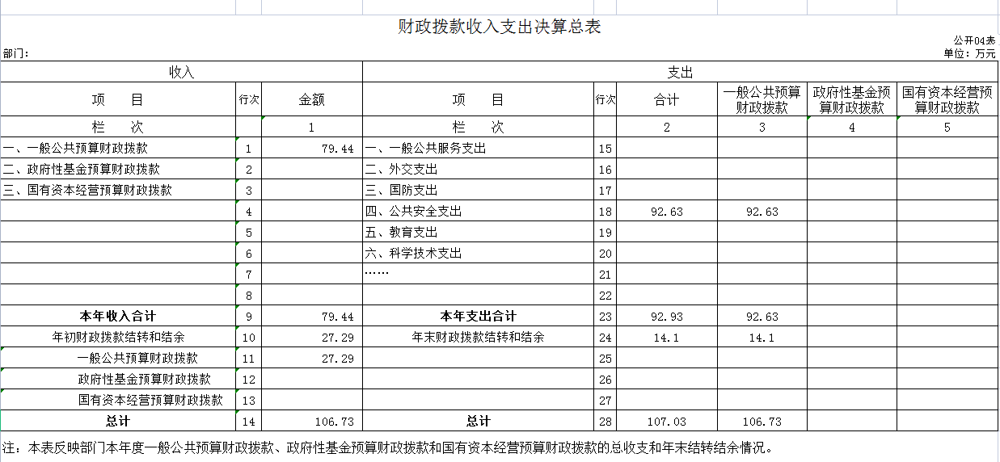 财政拨款收入支出决算总表
公开04表
部门： 单位：万元
收入 支出
项 目 行次 金额 项 目 行次 合计 一般公共预算财政拨款 政府性基金预算财政拨款 国有资本经营预算财政拨款
栏 次 1 栏 次 2 3 4 5
一、一般公共预算财政拨款 1 79.44 一、一般公共服务支出 15
二、政府性基金预算财政拨款 2 二、外交支出 16
三、国有资本经营预算财政拨款 3 三、国防支出 17
4 四、公共安全支出 18 92.63 92.63
5 五、教育支出 19
6 六、科学技术支出 20
7 …… 21
8 22
本年收入合计 9 79.44 本年支出合计 23 92.93 92.63
年初财政拨款结转和结余 10 27.29 年末财政拨款结转和结余 24 14.1 14.1
一般公共预算财政拨款 11 27.29 25
政府性基金预算财政拨款 12 26
国有资本经营预算财政拨款 13 27
总计 14 106.73 总计 28 107.03 106.73
注：本表反映部门本年度一般公共预算财政拨款、政府性基金预算财政拨款和国有资本经营预算财政拨款的总收支和年末结转结余情况。